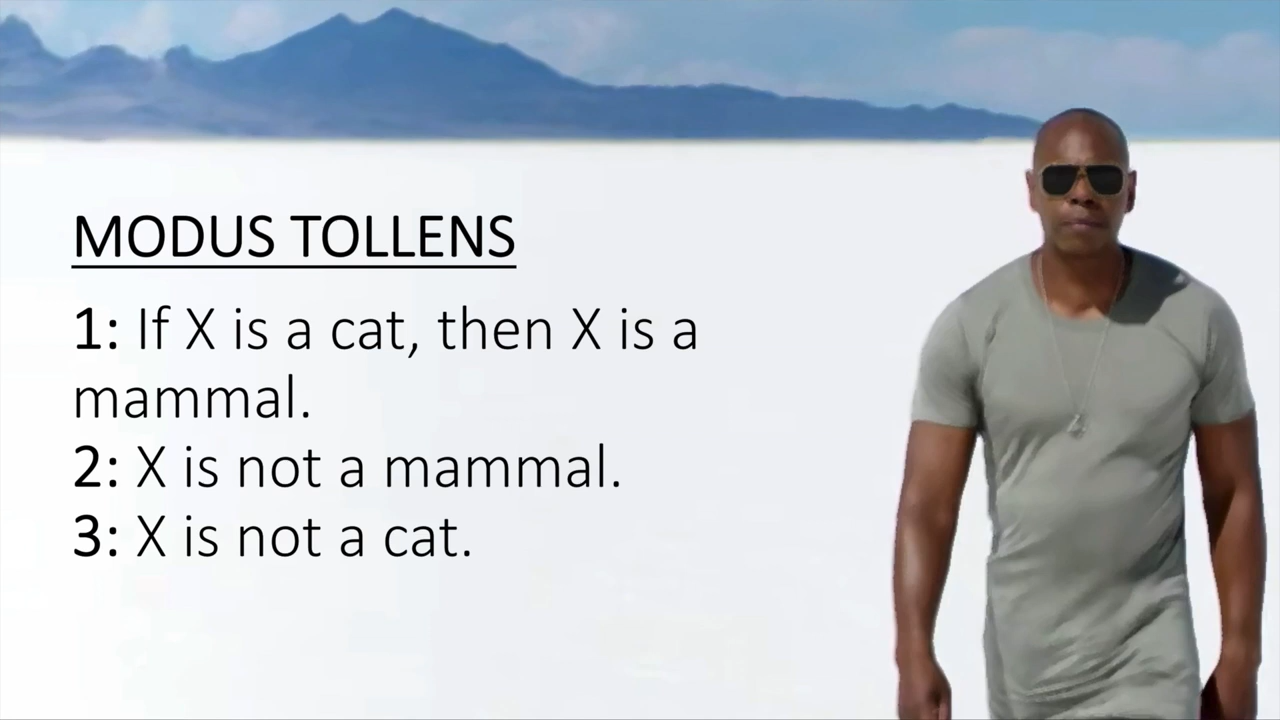 MODUS TOLLENS
1: If X is a cat, then X is a
mammal.
2: X is not a mammal.
3: X is not a cat.